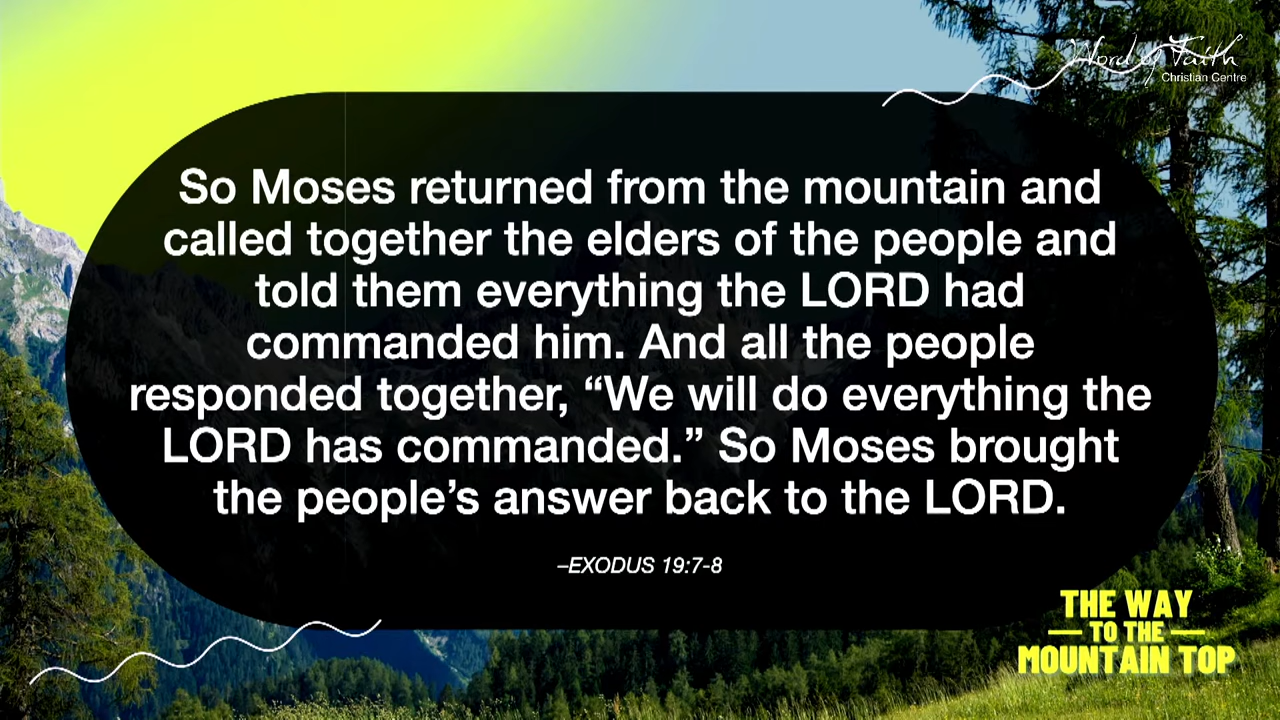 Word of Faith
Christian Centre
So Moses returned from the mountain and
called together the elders of the people and
told them everything the LORD had
commanded him. And all the people
responded together, “We will do everything the
LORD has commanded.” So Moses brought
the people’s answer back to the LORD.
–EXODUS 19:7-8
THE WAY
TO THE
MOUNTAIN TOP